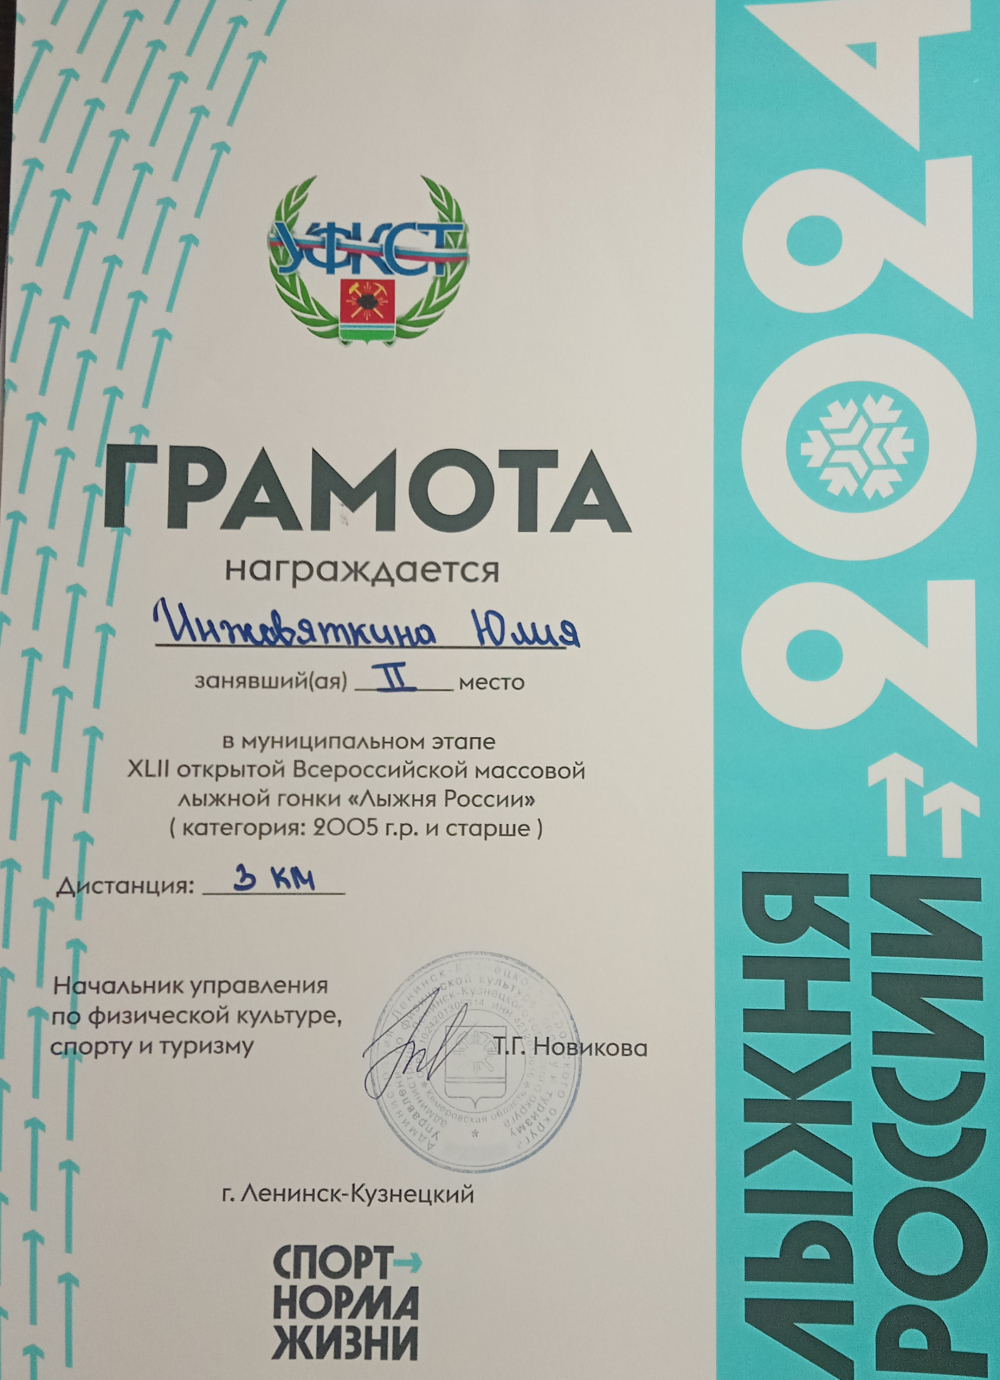 УФКСТ
ГРАМОТА
награждается
Инжовяткина Юлия
занявший(ая) II место
в муниципальном этапе
XLII открытой Всероссийской массовой
лыжной гонки «Лыжня России»
( категория: 2005 г.р. и старше )
Дистанция: 3 км
Начальник управления
по физической культуре,
спорту и туризму
Т.Г. Новикова
г. Ленинск-Кузнецкий
СПОРТ
НОРМА
ЖИЗНИ
ЛЫЖНЯ
РОССИИ
2024